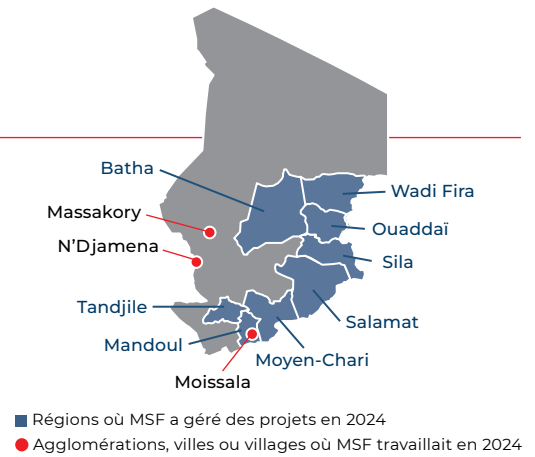 Batha
Wadi Fira
Massakory
Ouaddaï
N'Djamena
Sila
Tandjile
Salamat
Mandoul
Moyen-Chari
Moissala
Régions où MSF a géré des projets en 2024
Agglomérations, villes ou villages où MSF travaillait en 2024